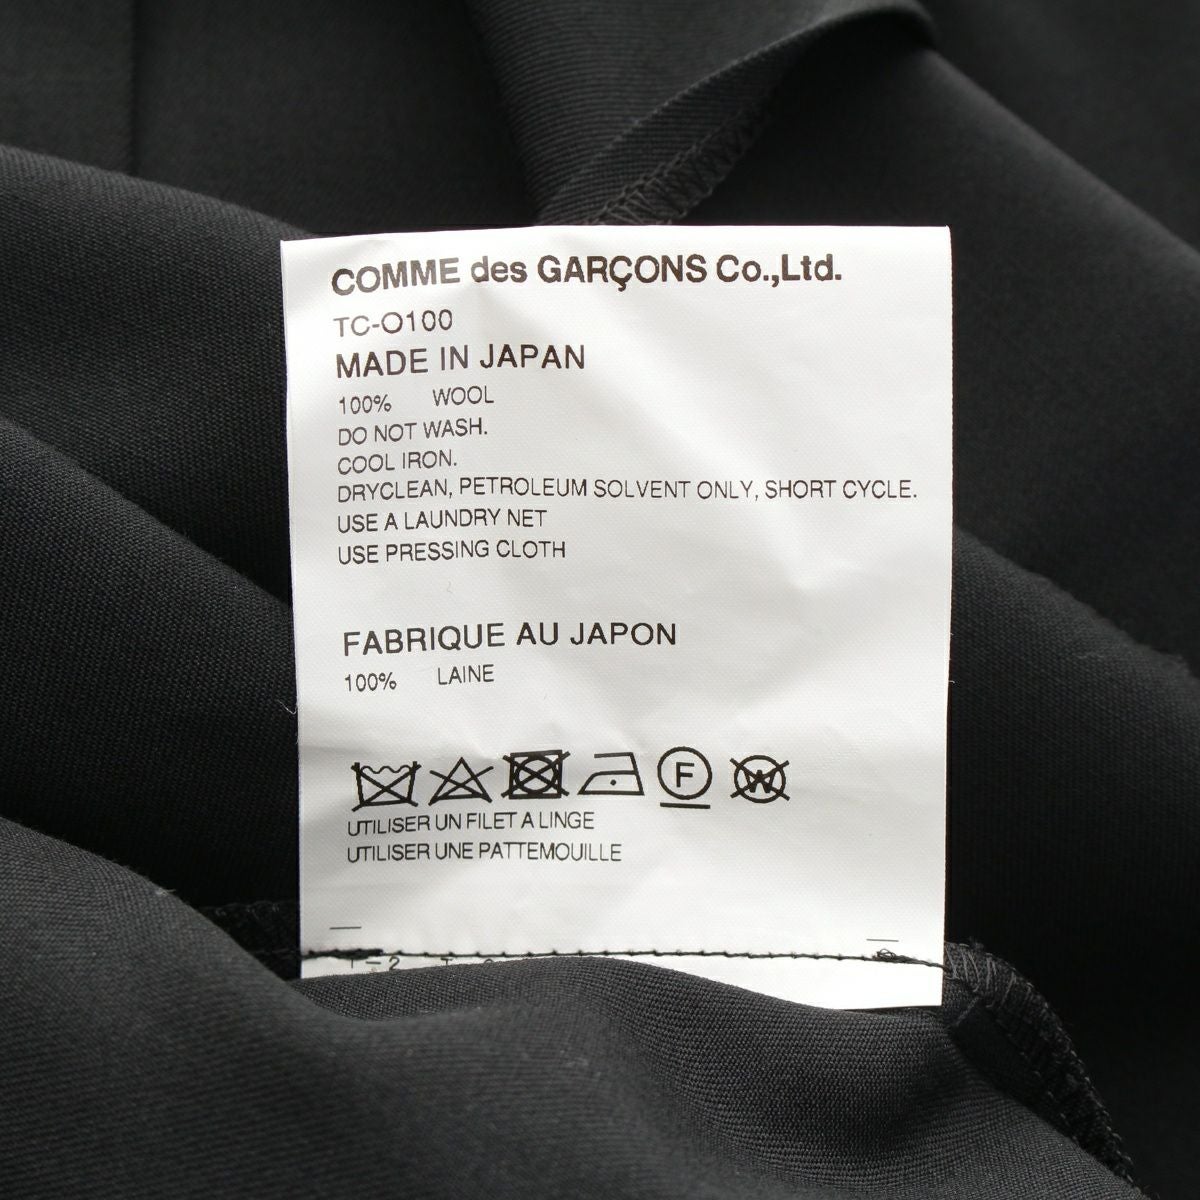 COMME des GARÇONS Co.,Ltd.
TC-O100
MADE IN JAPAN
100% WOOL
DO NOT WASH.
COOL IRON.
DRYCLEAN, PETROLEUM SOLVENT ONLY, SHORT CYCLE.
USE A LAUNDRY NET
USE PRESSING CLOTH
FABRIQUE AU JAPON
100% LAINE
F W
UTILISER UN FILET A LINGE
UTILISER UNE PATTEMOUILLE